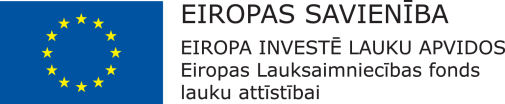 EIROPAS SAVIENĪBA
EIROPA INVESTĒ LAUKU APVIDOS
Eiropas Lauksaimniecības fonds
lauku attīstībai